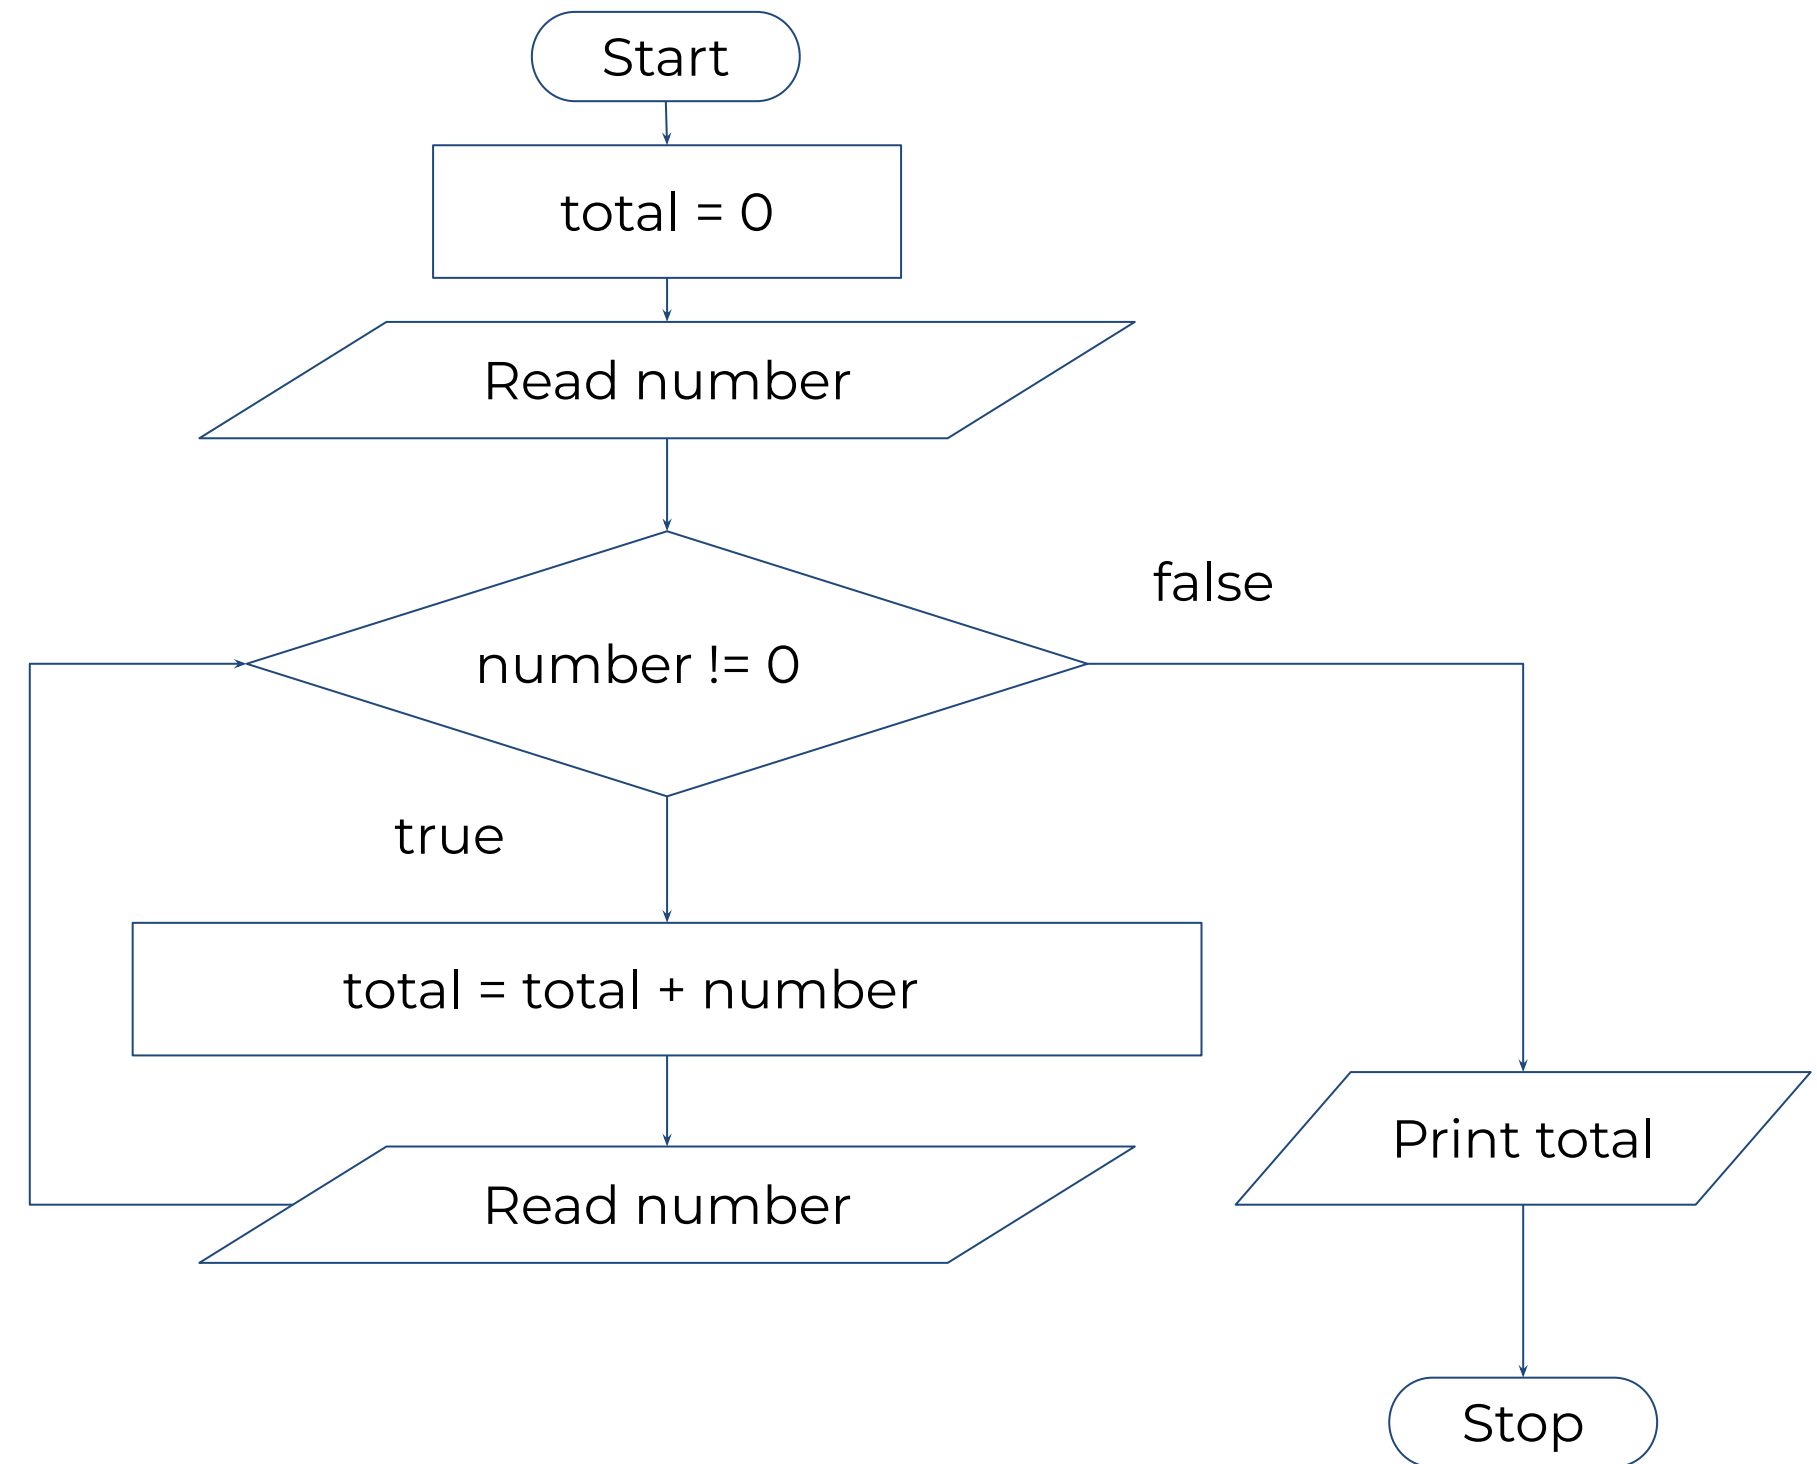 Start
total = 0
Read number
number != 0
false
true
total = total + number
Read number
Print total
Stop